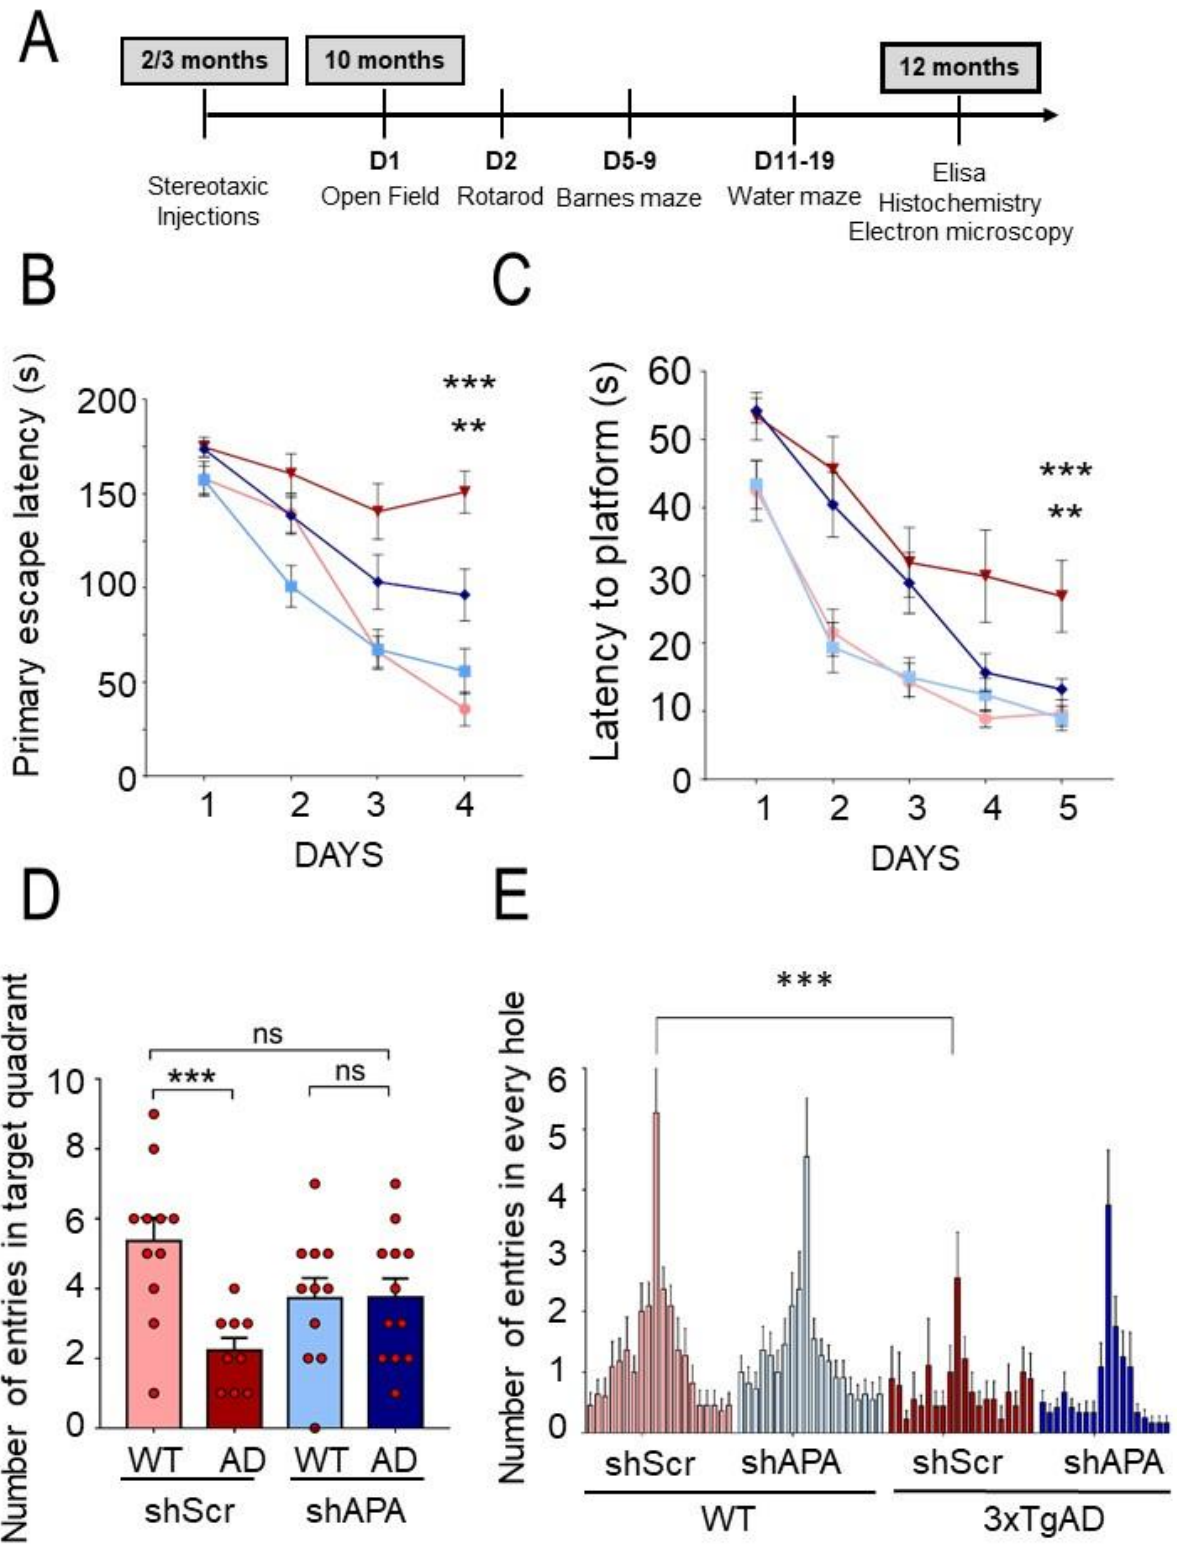 A
2/3 months
10 months
12 months
D1
D2
D5-9
D11-19
Stereotaxic
Injections
Open Field
Rotarod
Barnes maze
Water maze
Elisa
Histochemistry
Electron microscopy
B
Primary escape latency (s)
200
150
100
50
0
***
**
1
2
3
4
DAYS
C
Latency to platform (s)
60
50
40
30
20
10
0
***
**
1
2
3
4
5
DAYS
D
Number of entries in target quadrant
10
8
6
4
2
0
ns
***
ns
WT
AD
WT
AD
shScr
shAPA
E
Number of entries in every hole
6
5
4
3
2
1
0
***
shScr
shAPA
shScr
shAPA
WT
3xTgAD